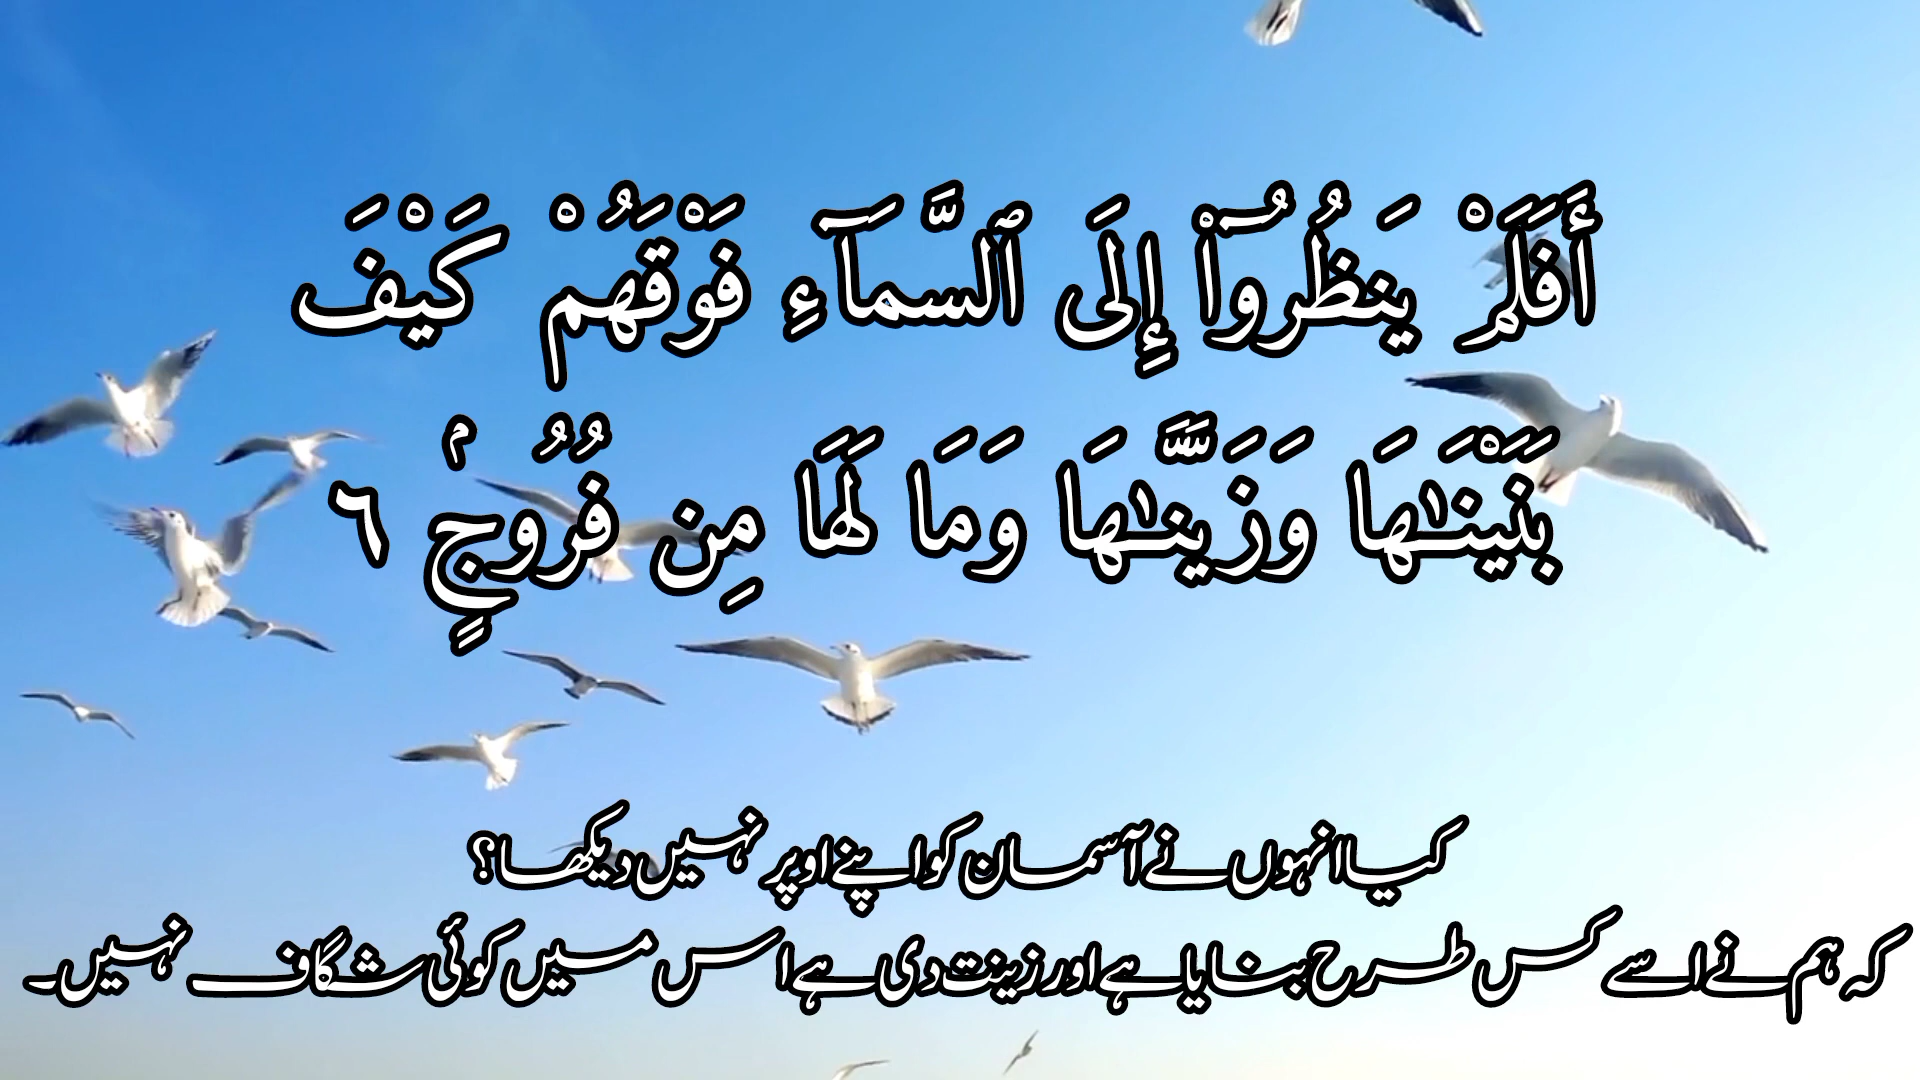 أَفَلَمْ يَنظُرُوٓا۟ إِلَى ٱلسَّمَآءِ فَوْقَهُمْ كَيْفَ
بَنَيْنَـٰهَا وَزَيَّنَّـٰهَا وَمَا لَهَا مِن فُرُوجٍۢ ٦
کیا انہوں نے آسمان کو اپنے اوپر نہیں دیکھا؟
کہ ہم نے اسے کس طرح بنایا ہے اور زینت دی ہے اس میں کوئی شگاف نہیں۔